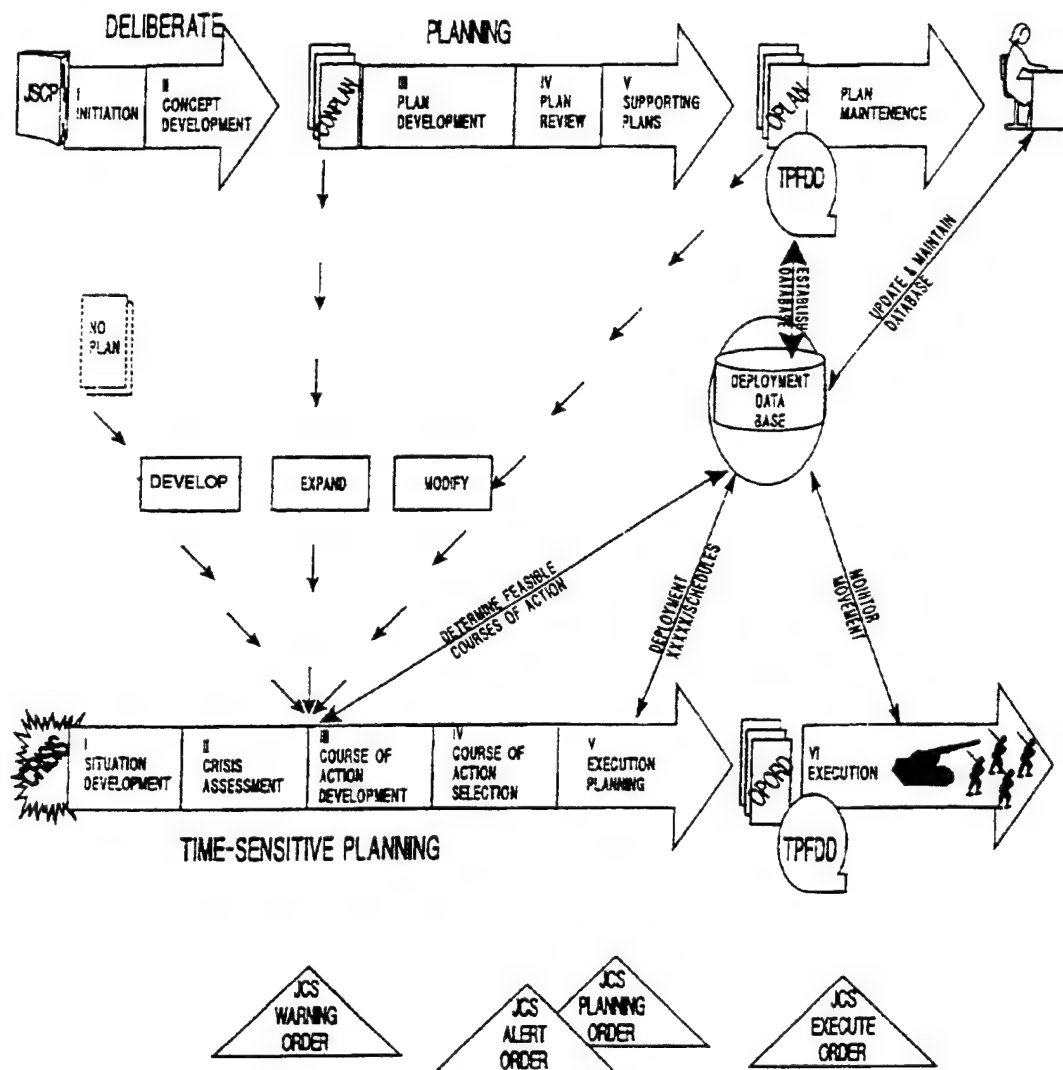 DELIBERATE
PLANNING
JSCP
I
INITIATION
II
CONCEPT
DEVELOPMENT
CONPLAN
III
PLAN
DEVELOPMENT
IV
PLAN
REVIEW
V
SUPPORTING
PLANS
OPLAN
PLAN
MAINTENENCE
TPFDD
ESTABLISH
DATABASE
UPDATE & MAINTAIN
DATABASE
NO
PLAN
DEPLOYMENT
DATA
BASE
DEVELOP
EXPAND
MODIFY
DETERMINE FEASIBLE
COURSES OF ACTION
DEPLOYMENT
XXXXX/SCHEDULES
MOINTOR
MOVEMENT
CRISIS
I
SITUATION
DEVELOPMENT
II
CRISIS
ASSESSMENT
III
COURSE OF
ACTION
DEVELOPMENT
IV
COURSE OF
ACTION
SELECTION
V
EXECUTION
PLANNING
OPORD
TPFDD
VI
EXECUTION
TIME-SENSITIVE PLANNING
JCS
WARNING
ORDER
JCS
ALERT
ORDER
JCS
PLANNING
ORDER
JCS
EXECUTE
ORDER